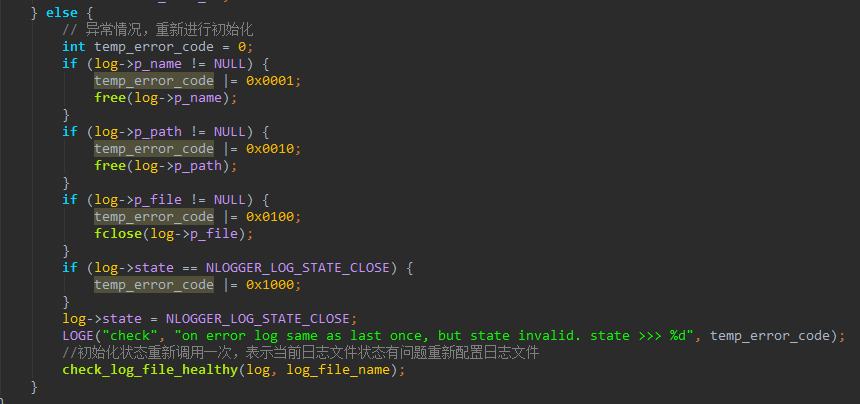 } else {
// 异常情况，重新进行初始化
int temp_error_code = 0;
if (log->p_name != NULL) {
temp_error_code |= 0x0001;
free(log->p_name);
}
if (log->p_path != NULL) {
temp_error_code |= 0x0010;
free(log->p_path);
}
if (log->p_file != NULL) {
temp_error_code |= 0x0100;
fclose(log->p_file);
}
if (log->state == NLOGGER_LOG_STATE_CLOSE) {
temp_error_code |= 0x1000;
}
log->state = NLOGGER_LOG_STATE_CLOSE;
LOGE("check", "on error log same as last once, but state invalid. state >>> %d", temp_error_code);
//初始化状态重新调用一次，表示当前日志文件状态有问题重新配置日志文件
check_log_file_healthy(log, log_file_name);
}